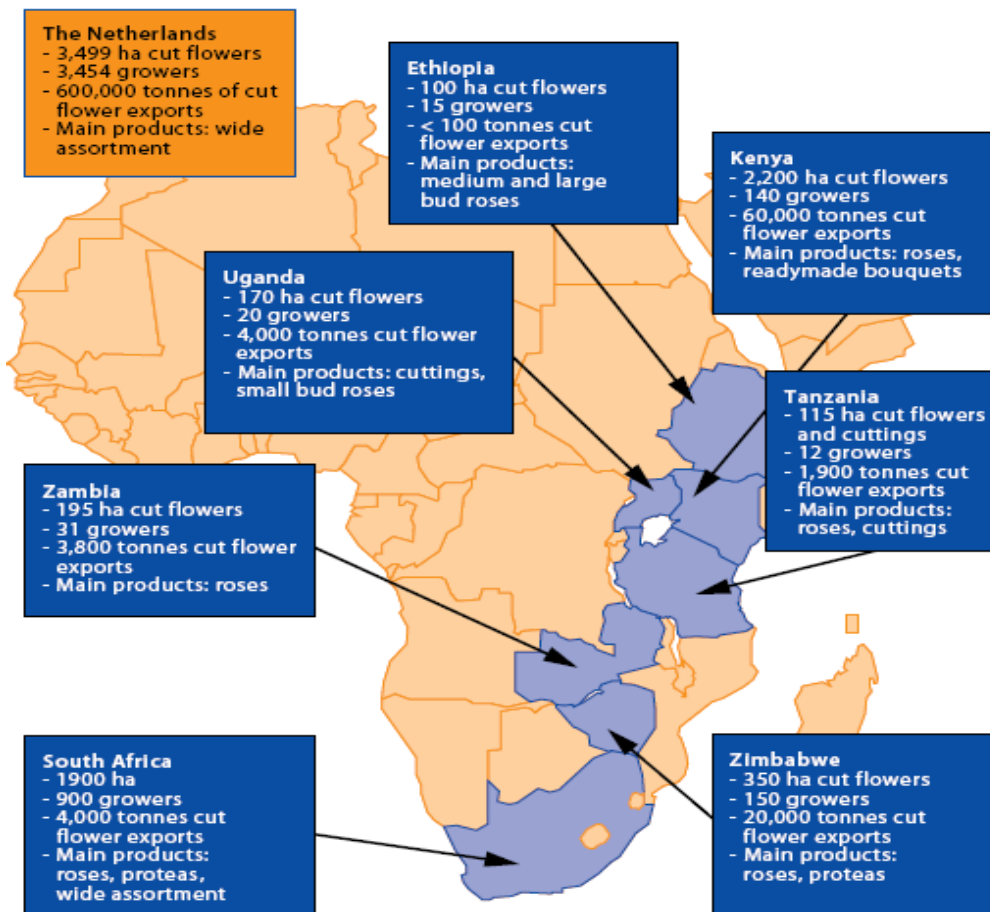 The Netherlands
- 3,499 ha cut flowers
- 3,454 growers
- 600,000 tonnes of cut
flower exports
- Main products: wide
assortment
Ethiopia
- 100 ha cut flowers
- 15 growers
- < 100 tonnes cut
flower exports
- Main products:
medium and large
bud roses
Kenya
- 2,200 ha cut flowers
- 140 growers
- 60,000 tonnes cut
flower exports
- Main products: roses,
readymade bouquets
Uganda
- 170 ha cut flowers
- 20 growers
- 4,000 tonnes cut flower
exports
- Main products: cuttings,
small bud roses
Tanzania
- 115 ha cut flowers
and cuttings
- 12 growers
- 1,900 tonnes cut
flower exports
- Main products:
roses, cuttings
Zambia
- 195 ha cut flowers
- 31 growers
- 3,800 tonnes cut flower
exports
- Main products: roses
South Africa
- 1900 ha
- 900 growers
- 4,000 tonnes cut
flower exports
- Main products:
roses, proteas,
wide assortment
Zimbabwe
- 350 ha cut flowers
- 150 growers
- 20,000 tonnes cut
flower exports
- Main products:
roses, proteas